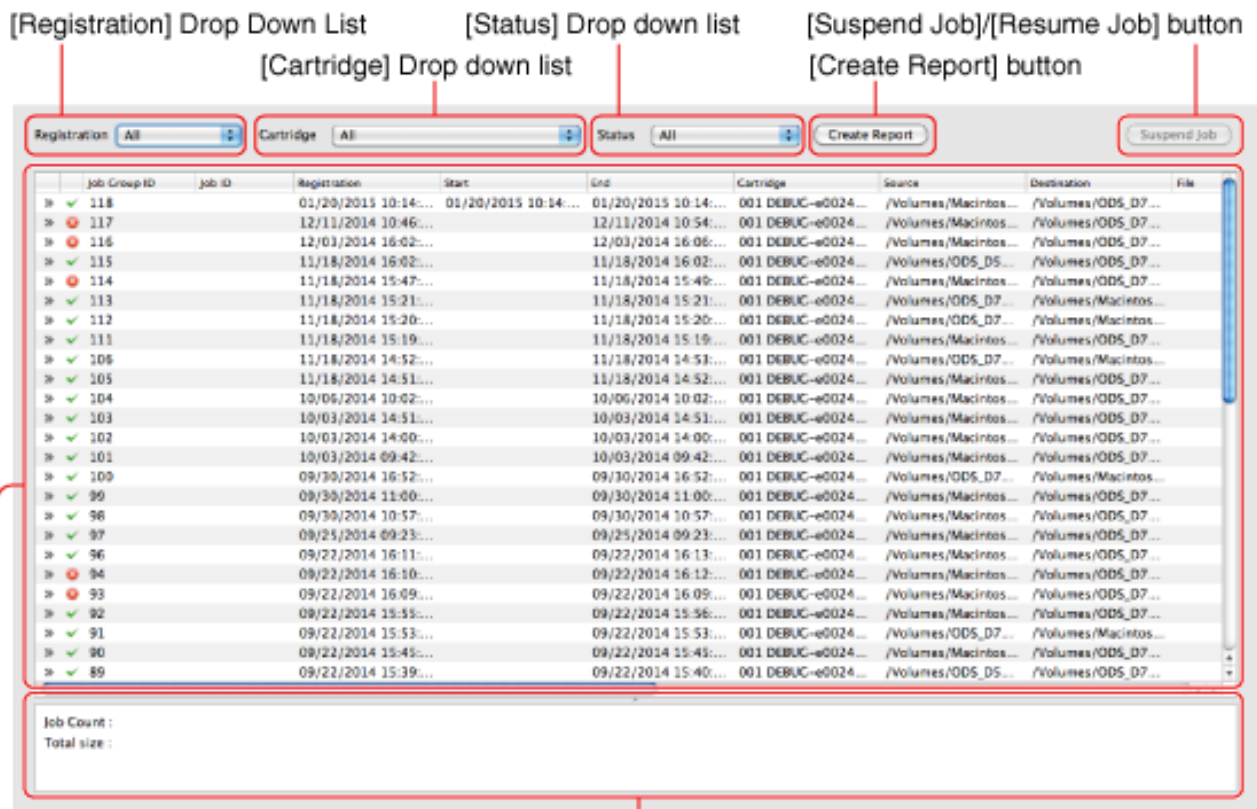 [Registration] Drop Down List [Status] Drop down list [Suspend Job]/[Resume Job] button
[Cartridge] Drop down list [Create Report] button
Registration All Cartridge All Status All Create Report Suspend Job
Job Group ID Job ID Registration Start End Cartridge Source Destination File
» 118 01/20/2015 10:14:... 01/20/2015 10:14:... 01/20/2015 10:14:... 001 DEBUG-e0024... /Volumes/Macintos... /Volumes/ODS_D7...
» 117 12/11/2014 10:46:... 12/11/2014 10:54:... 001 DEBUG-e0024... /Volumes/Macintos... /Volumes/ODS_D7...
» 116 12/03/2014 16:02:... 12/03/2014 16:06:... 001 DEBUG-e0024... /Volumes/Macintos... /Volumes/ODS_D7...
» 115 11/18/2014 16:02:... 11/18/2014 16:02:... 001 DEBUG-e0024... /Volumes/ODS_D5... /Volumes/ODS_D7...
» 114 11/18/2014 15:47:... 11/18/2014 15:49:... 001 DEBUG-e0024... /Volumes/Macintos... /Volumes/ODS_D7...
» 113 11/18/2014 15:21:... 11/18/2014 15:21:... 001 DEBUG-e0024... /Volumes/ODS_D7... /Volumes/Macintos...
» 112 11/18/2014 15:20:... 11/18/2014 15:20:... 001 DEBUG-e0024... /Volumes/ODS_D7... /Volumes/Macintos...
» 111 11/18/2014 15:19:... 11/18/2014 15:19:... 001 DEBUG-e0024... /Volumes/Macintos... /Volumes/ODS_D7...
» 106 11/18/2014 14:52:... 11/18/2014 14:53:... 001 DEBUG-e0024... /Volumes/ODS_D7... /Volumes/Macintos...
» 105 11/18/2014 14:51:... 11/18/2014 14:52:... 001 DEBUG-e0024... /Volumes/Macintos... /Volumes/ODS_D7...
» 104 10/06/2014 10:02:... 10/06/2014 10:02:... 001 DEBUG-e0024... /Volumes/Macintos... /Volumes/ODS_D7...
» 103 10/03/2014 14:51:... 10/03/2014 14:51:... 001 DEBUG-e0024... /Volumes/Macintos... /Volumes/ODS_D7...
» 102 10/03/2014 14:00:... 10/03/2014 14:00:... 001 DEBUG-e0024... /Volumes/Macintos... /Volumes/ODS_D7...
» 101 10/03/2014 09:42:... 10/03/2014 09:42:... 001 DEBUG-e0024... /Volumes/Macintos... /Volumes/ODS_D7...
» 100 09/30/2014 16:52:... 09/30/2014 16:52:... 001 DEBUG-e0024... /Volumes/ODS_D7... /Volumes/Macintos...
» 99 09/30/2014 11:00:... 09/30/2014 11:00:... 001 DEBUG-e0024... /Volumes/Macintos... /Volumes/ODS_D7...
» 98 09/30/2014 10:57:... 09/30/2014 10:57:... 001 DEBUG-e0024... /Volumes/Macintos... /Volumes/ODS_D7...
» 97 09/25/2014 09:23:... 09/25/2014 09:23:... 001 DEBUG-e0024... /Volumes/Macintos... /Volumes/ODS_D7...
» 96 09/22/2014 16:11:... 09/22/2014 16:13:... 001 DEBUG-e0024... /Volumes/Macintos... /Volumes/ODS_D7...
» 94 09/22/2014 16:10:... 09/22/2014 16:12:... 001 DEBUG-e0024... /Volumes/Macintos... /Volumes/ODS_D7...
» 93 09/22/2014 16:09:... 09/22/2014 16:09:... 001 DEBUG-e0024... /Volumes/Macintos... /Volumes/ODS_D7...
» 92 09/22/2014 15:55:... 09/22/2014 15:56:... 001 DEBUG-e0024... /Volumes/Macintos... /Volumes/ODS_D7...
» 91 09/22/2014 15:53:... 09/22/2014 15:53:... 001 DEBUG-e0024... /Volumes/ODS_D7... /Volumes/Macintos...
» 90 09/22/2014 15:45:... 09/22/2014 15:45:... 001 DEBUG-e0024... /Volumes/Macintos... /Volumes/ODS_D7...
» 89 09/22/2014 15:39:... 09/22/2014 15:40:... 001 DEBUG-e0024... /Volumes/ODS_D5... /Volumes/ODS_D7...
Job Count :
Total size :